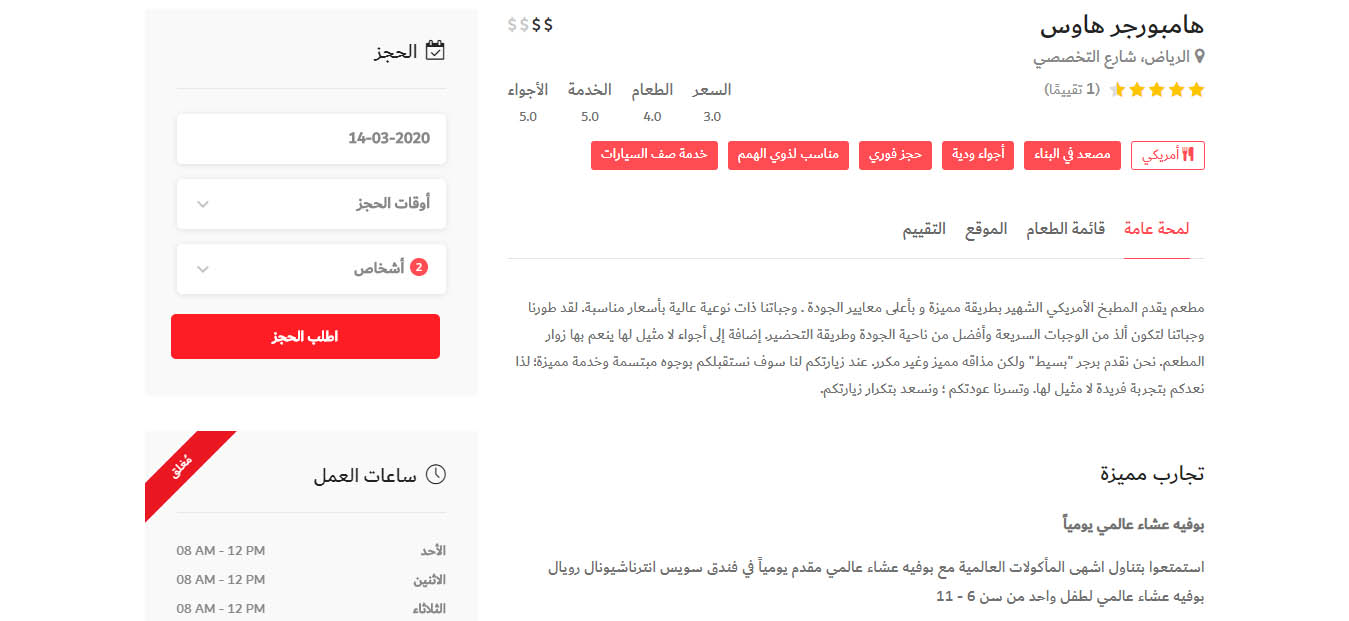 هامبورجر هاوس
$$$$
الرياض، شارع التخصصي
(1 تقييمًا)
السعر الطعام الخدمة الأجواء
3.0 4.0 5.0 5.0
أمريكي مصعد في البناء أجواء ودية حجز فوري مناسب لذوي الهمم خدمة صف السيارات
لمحة عامة قائمة الطعام الموقع التقييم
مطعم يقدم المطبخ الأمريكي الشهير بطريقة مميزة و بأعلى معايير الجودة . وجباتنا ذات نوعية عالية بأسعار مناسبة. لقد طورنا
وجباتنا لتكون ألذ من الوجبات السريعة وأفضل من ناحية الجودة وطريقة التحضير. إضافة إلى أجواء لا مثيل لها ينعم بها زوار
المطعم. نحن نقدم برجر "بسيط" ولكن مذاقه مميز وغير مكرر. عند زيارتكم لنا سوف نستقبلكم بوجوه مبتسمة وخدمة مميزة؛ لذا
نعدكم بتجربة فريدة لا مثيل لها. وتسرنا عودتكم ؛ ونسعد بتكرار زيارتكم.
تجارب مميزة
بوفيه عشاء عالمي يومياً
استمتعوا بتناول اشهى المأكولات العالمية مع بوفيه عشاء عالمي مقدم يومياً في فندق سويس انترناشيونال رويال
بوفيه عشاء عالمي لطفل واحد من سن 6 - 11
الحجز
14-03-2020
أوقات الحجز
2 أشخاص
اطلب الحجز
مُغلق
ساعات العمل
الأحد 08 AM - 12 PM
الاثنين 08 AM - 12 PM
الثلاثاء 08 AM - 12 PM